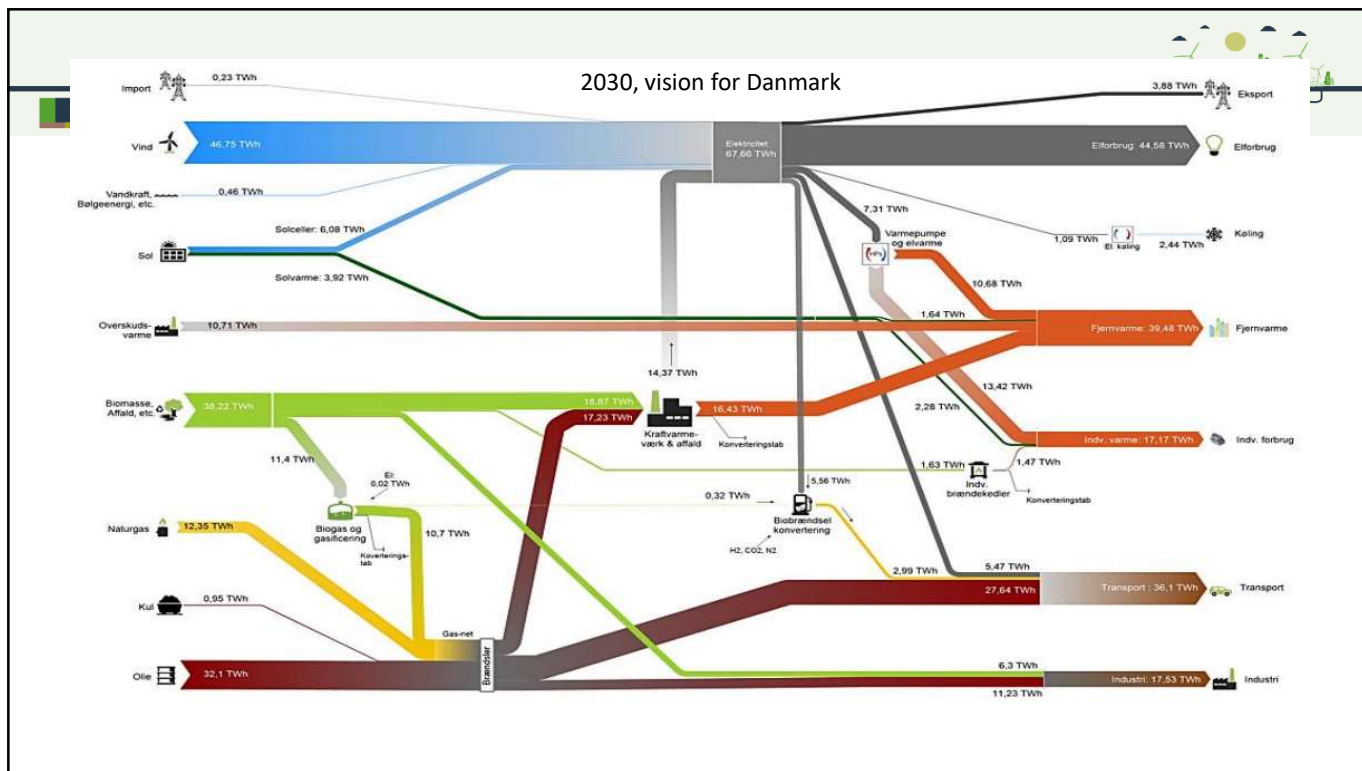 2030, vision for Danmark
Import
0,23 TWh
3,88 TWh
Eksport
Vind
46,75 TWh
Elektricitet:
67,66 TWh
Elforbrug: 44,58 TWh
Elforbrug
Vandkraft,
Bølgeenergi, etc.
0,46 TWh
7,31 TWh
Solceller: 6,08 TWh
Varmepumpe
og elvarme
HPs
1,09 TWh
El. køling
2,44 TWh
Køling
Sol
Solvarme: 3,92 TWh
10,68 TWh
Overskuds-
varme
10,71 TWh
1,64 TWh
Fjernvarme: 39,48 TWh
Fjernvarme
14,37 TWh
13,42 TWh
Biomasse,
Affald, etc.
38,22 TWh
18,87 TWh
17,23 TWh
Kraftvarme-
værk & affald
16,43 TWh
Konverteringstab
2,28 TWh
Indv. varme: 17,17 TWh
Indv. forbrug
11,4 TWh
El:
0,02 TWh
1,63 TWh
1,47 TWh
Indv.
brændekedler
Konverteringstab
0,32 TWh
5,56 TWh
Biobrændsel
konvertering
H2, CO2, N2
Naturgas
12,35 TWh
Biogas og
gasificering
Koverterings-
tab
10,7 TWh
2,99 TWh
5,47 TWh
27,64 TWh
Transport : 36,1 TWh
Transport
Kul
0,95 TWh
Gas-net
Brændsler
Olie
32,1 TWh
6,3 TWh
11,23 TWh
Industri: 17,53 TWh
Industri